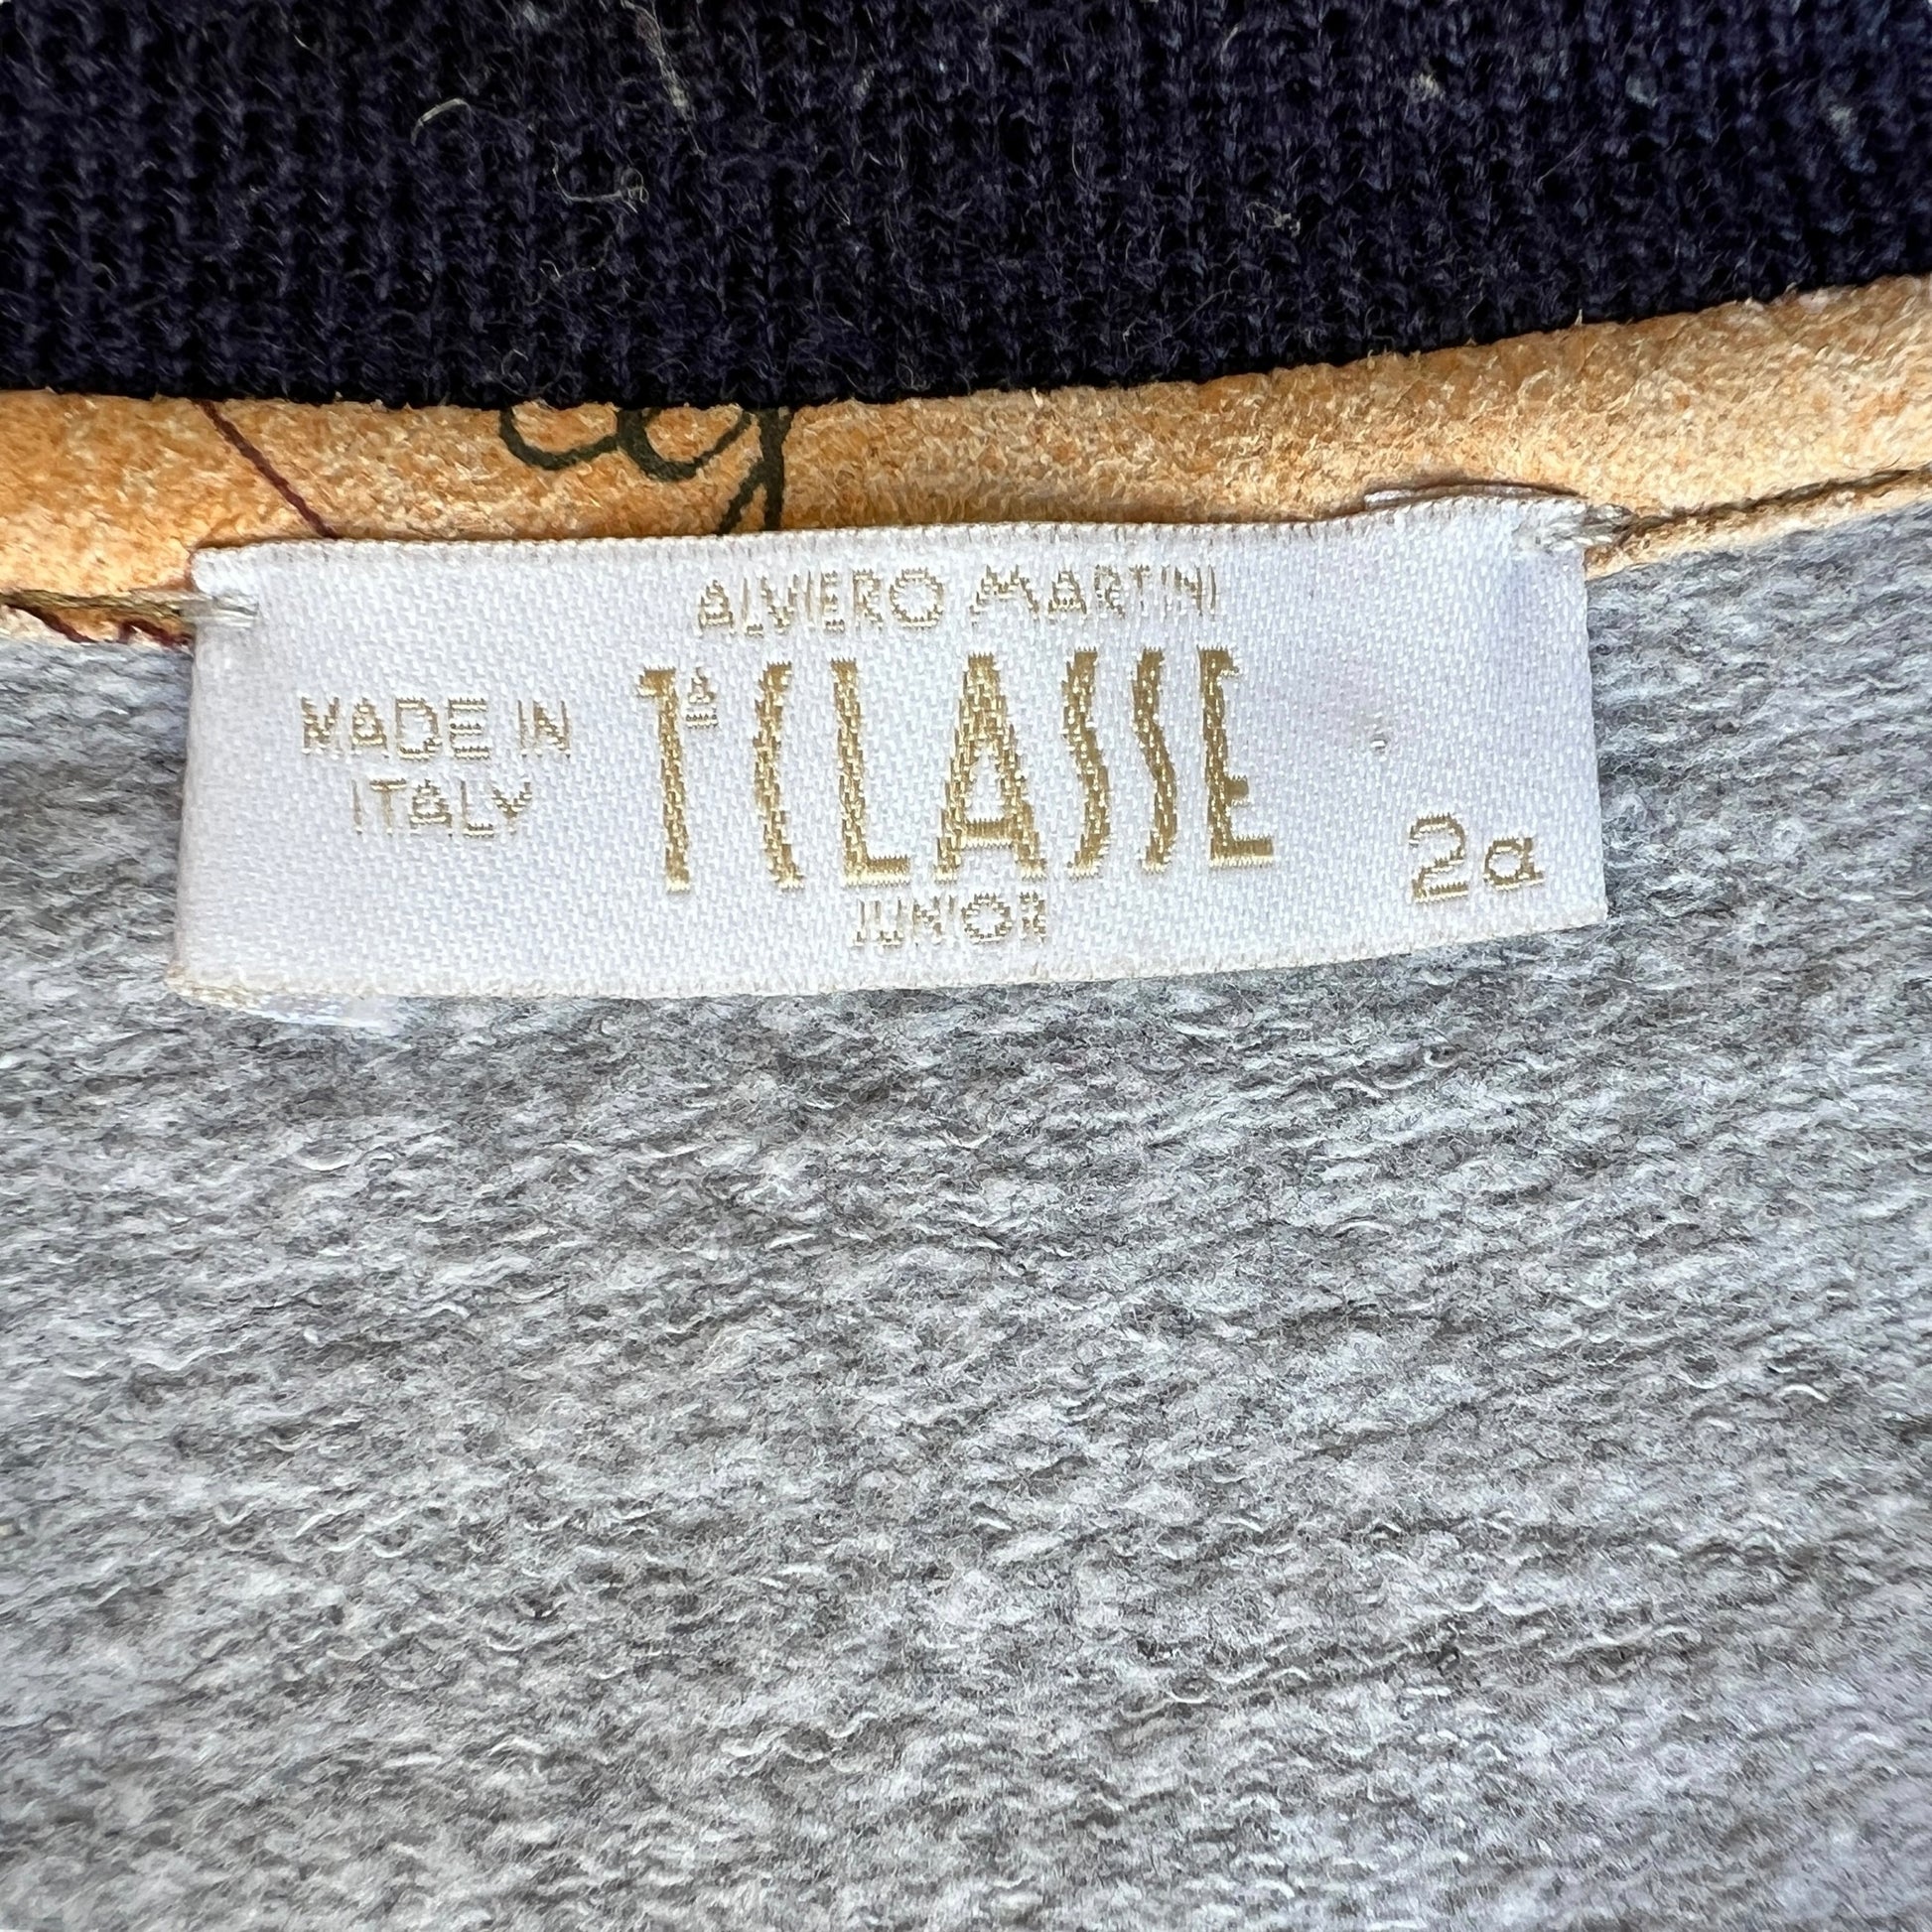 ALVIERO MARTINI
1ª CLASSE
JUNIOR
MADE IN
ITALY
2a